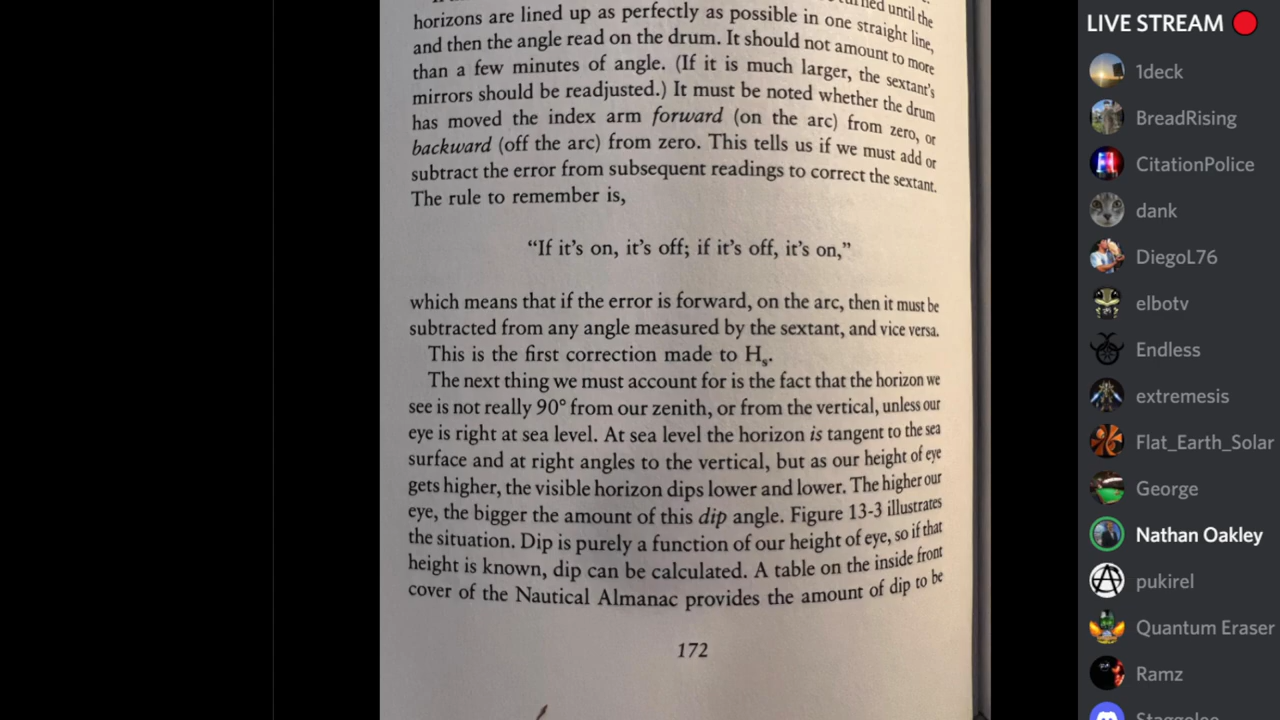 turned until the
horizons are lined up as perfectly as possible in one straight line,
and then the angle read on the drum. It should not amount to more
than a few minutes of angle. (If it is much larger, the sextant's
mirrors should be readjusted.) It must be noted whether the drum
has moved the index arm forward (on the arc) from zero, or
backward (off the arc) from zero. This tells us if we must add or
subtract the error from subsequent readings to correct the sextant.
The rule to remember is,
“If it's on, it's off; if it's off, it's on,”
which means that if the error is forward, on the arc, then it must be
subtracted from any angle measured by the sextant, and vice versa.
This is the first correction made to Hs.
The next thing we must account for is the fact that the horizon we
see is not really 90° from our zenith, or from the vertical, unless our
eye is right at sea level. At sea level the horizon is tangent to the sea
surface and at right angles to the vertical, but as our height of eye
gets higher, the visible horizon dips lower and lower. The higher our
eye, the bigger the amount of this dip angle. Figure 13-3 illustrates
the situation. Dip is purely a function of our height of eye, so if that
height is known, dip can be calculated. A table on the inside front
cover of the Nautical Almanac provides the amount of dip to be
172
LIVE STREAM
1deck
BreadRising
CitationPolice
dank
DiegoL76
elbotv
Endless
extremesis
Flat_Earth_Solar
George
Nathan Oakley
pukirel
Quantum Eraser
Ramz